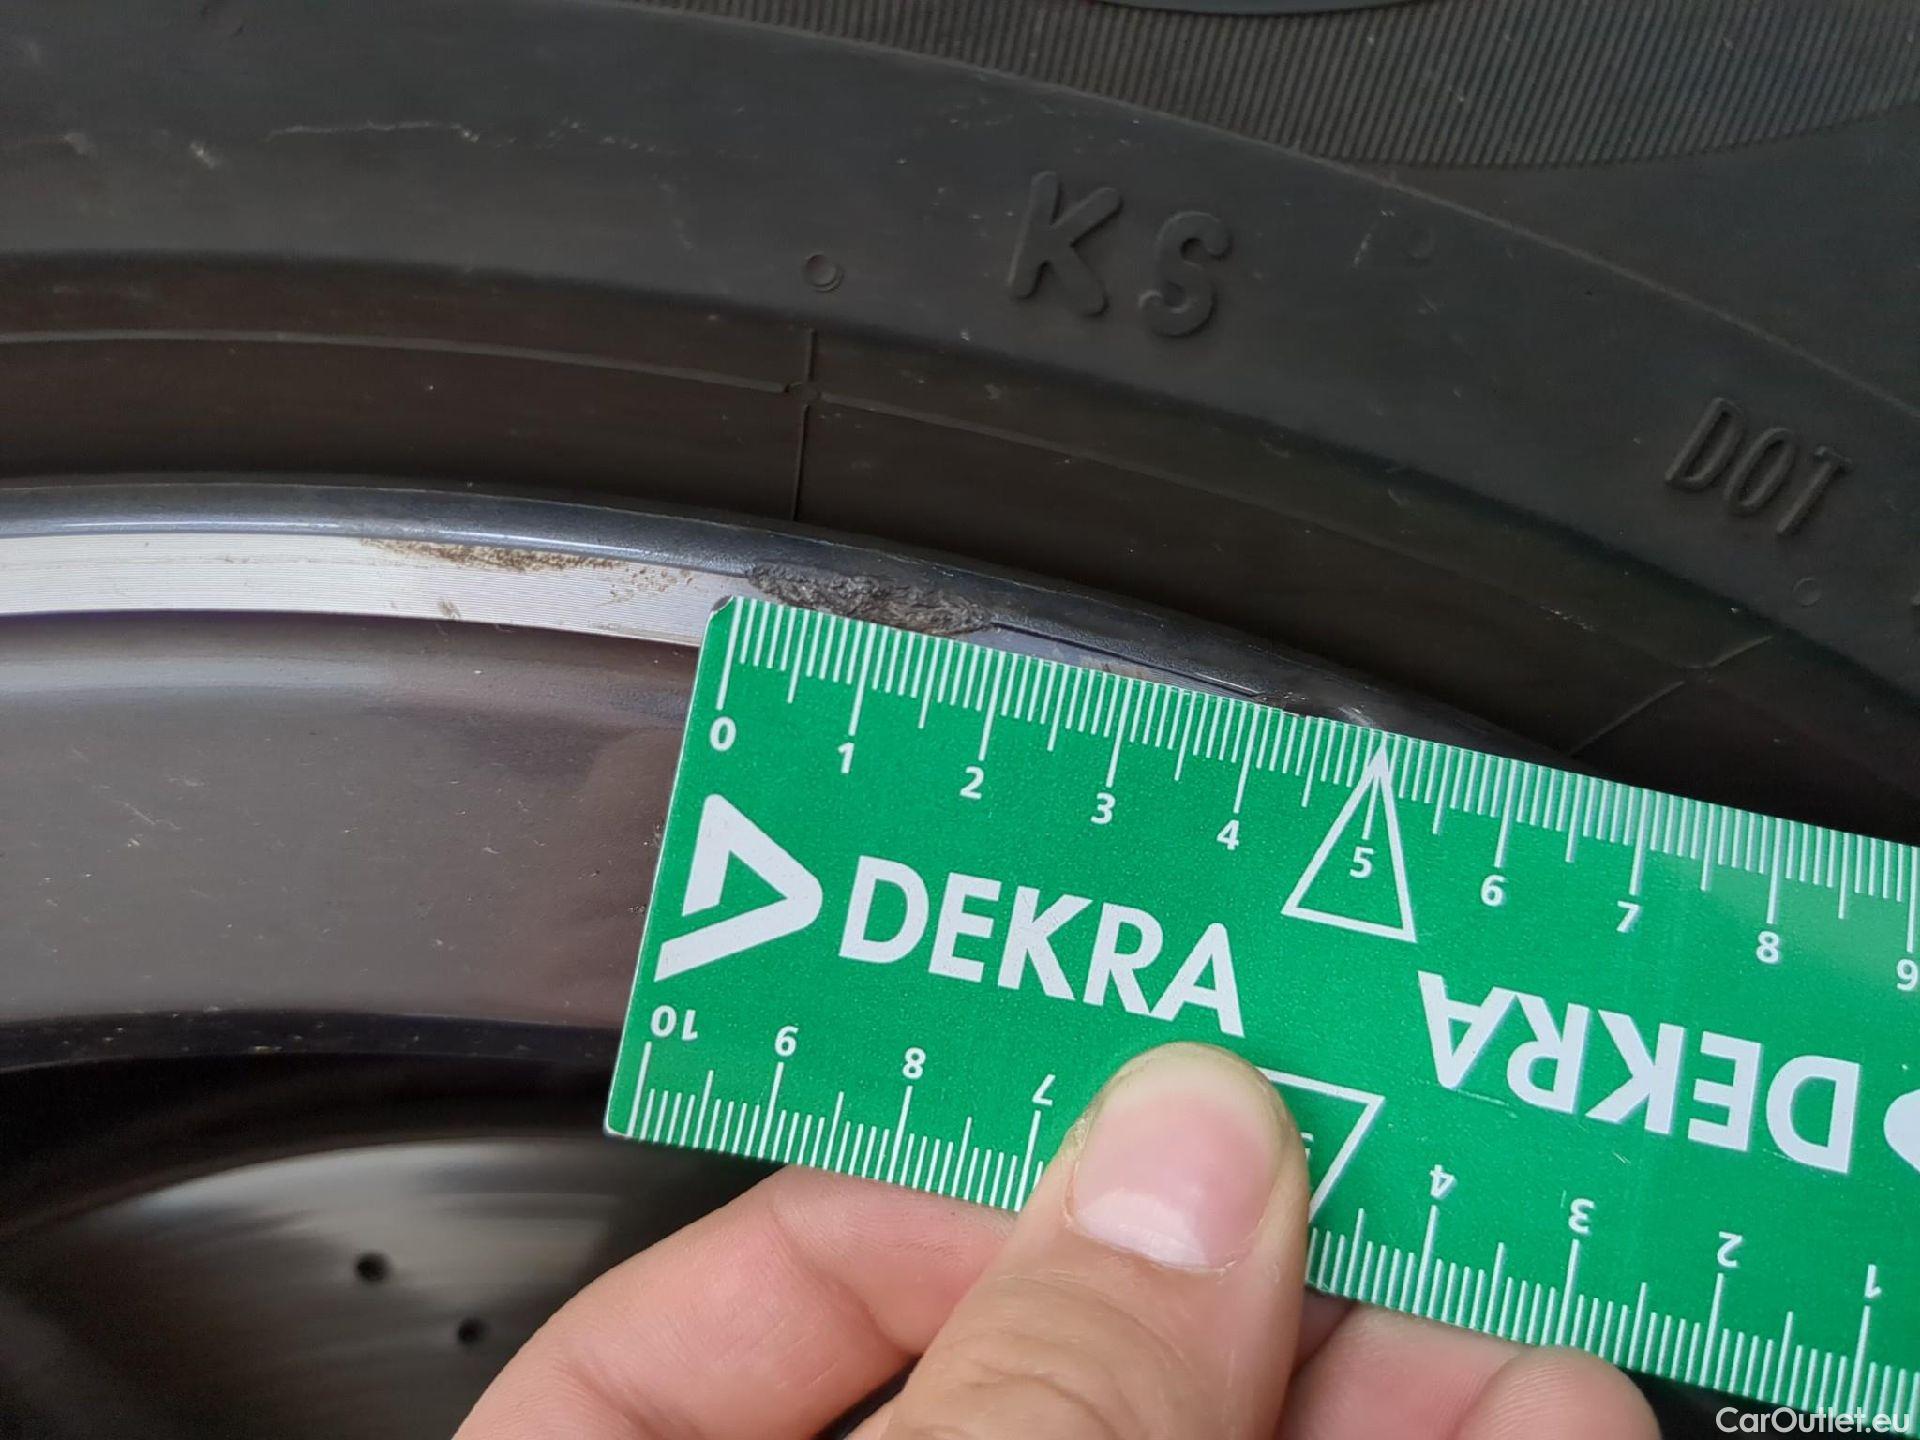 KS
DOT
0 1 2 3 4 5 6 7 8 9
DEKRA
DEKRA
10 9 8 7 4 3 2 1
CarOutlet.eu